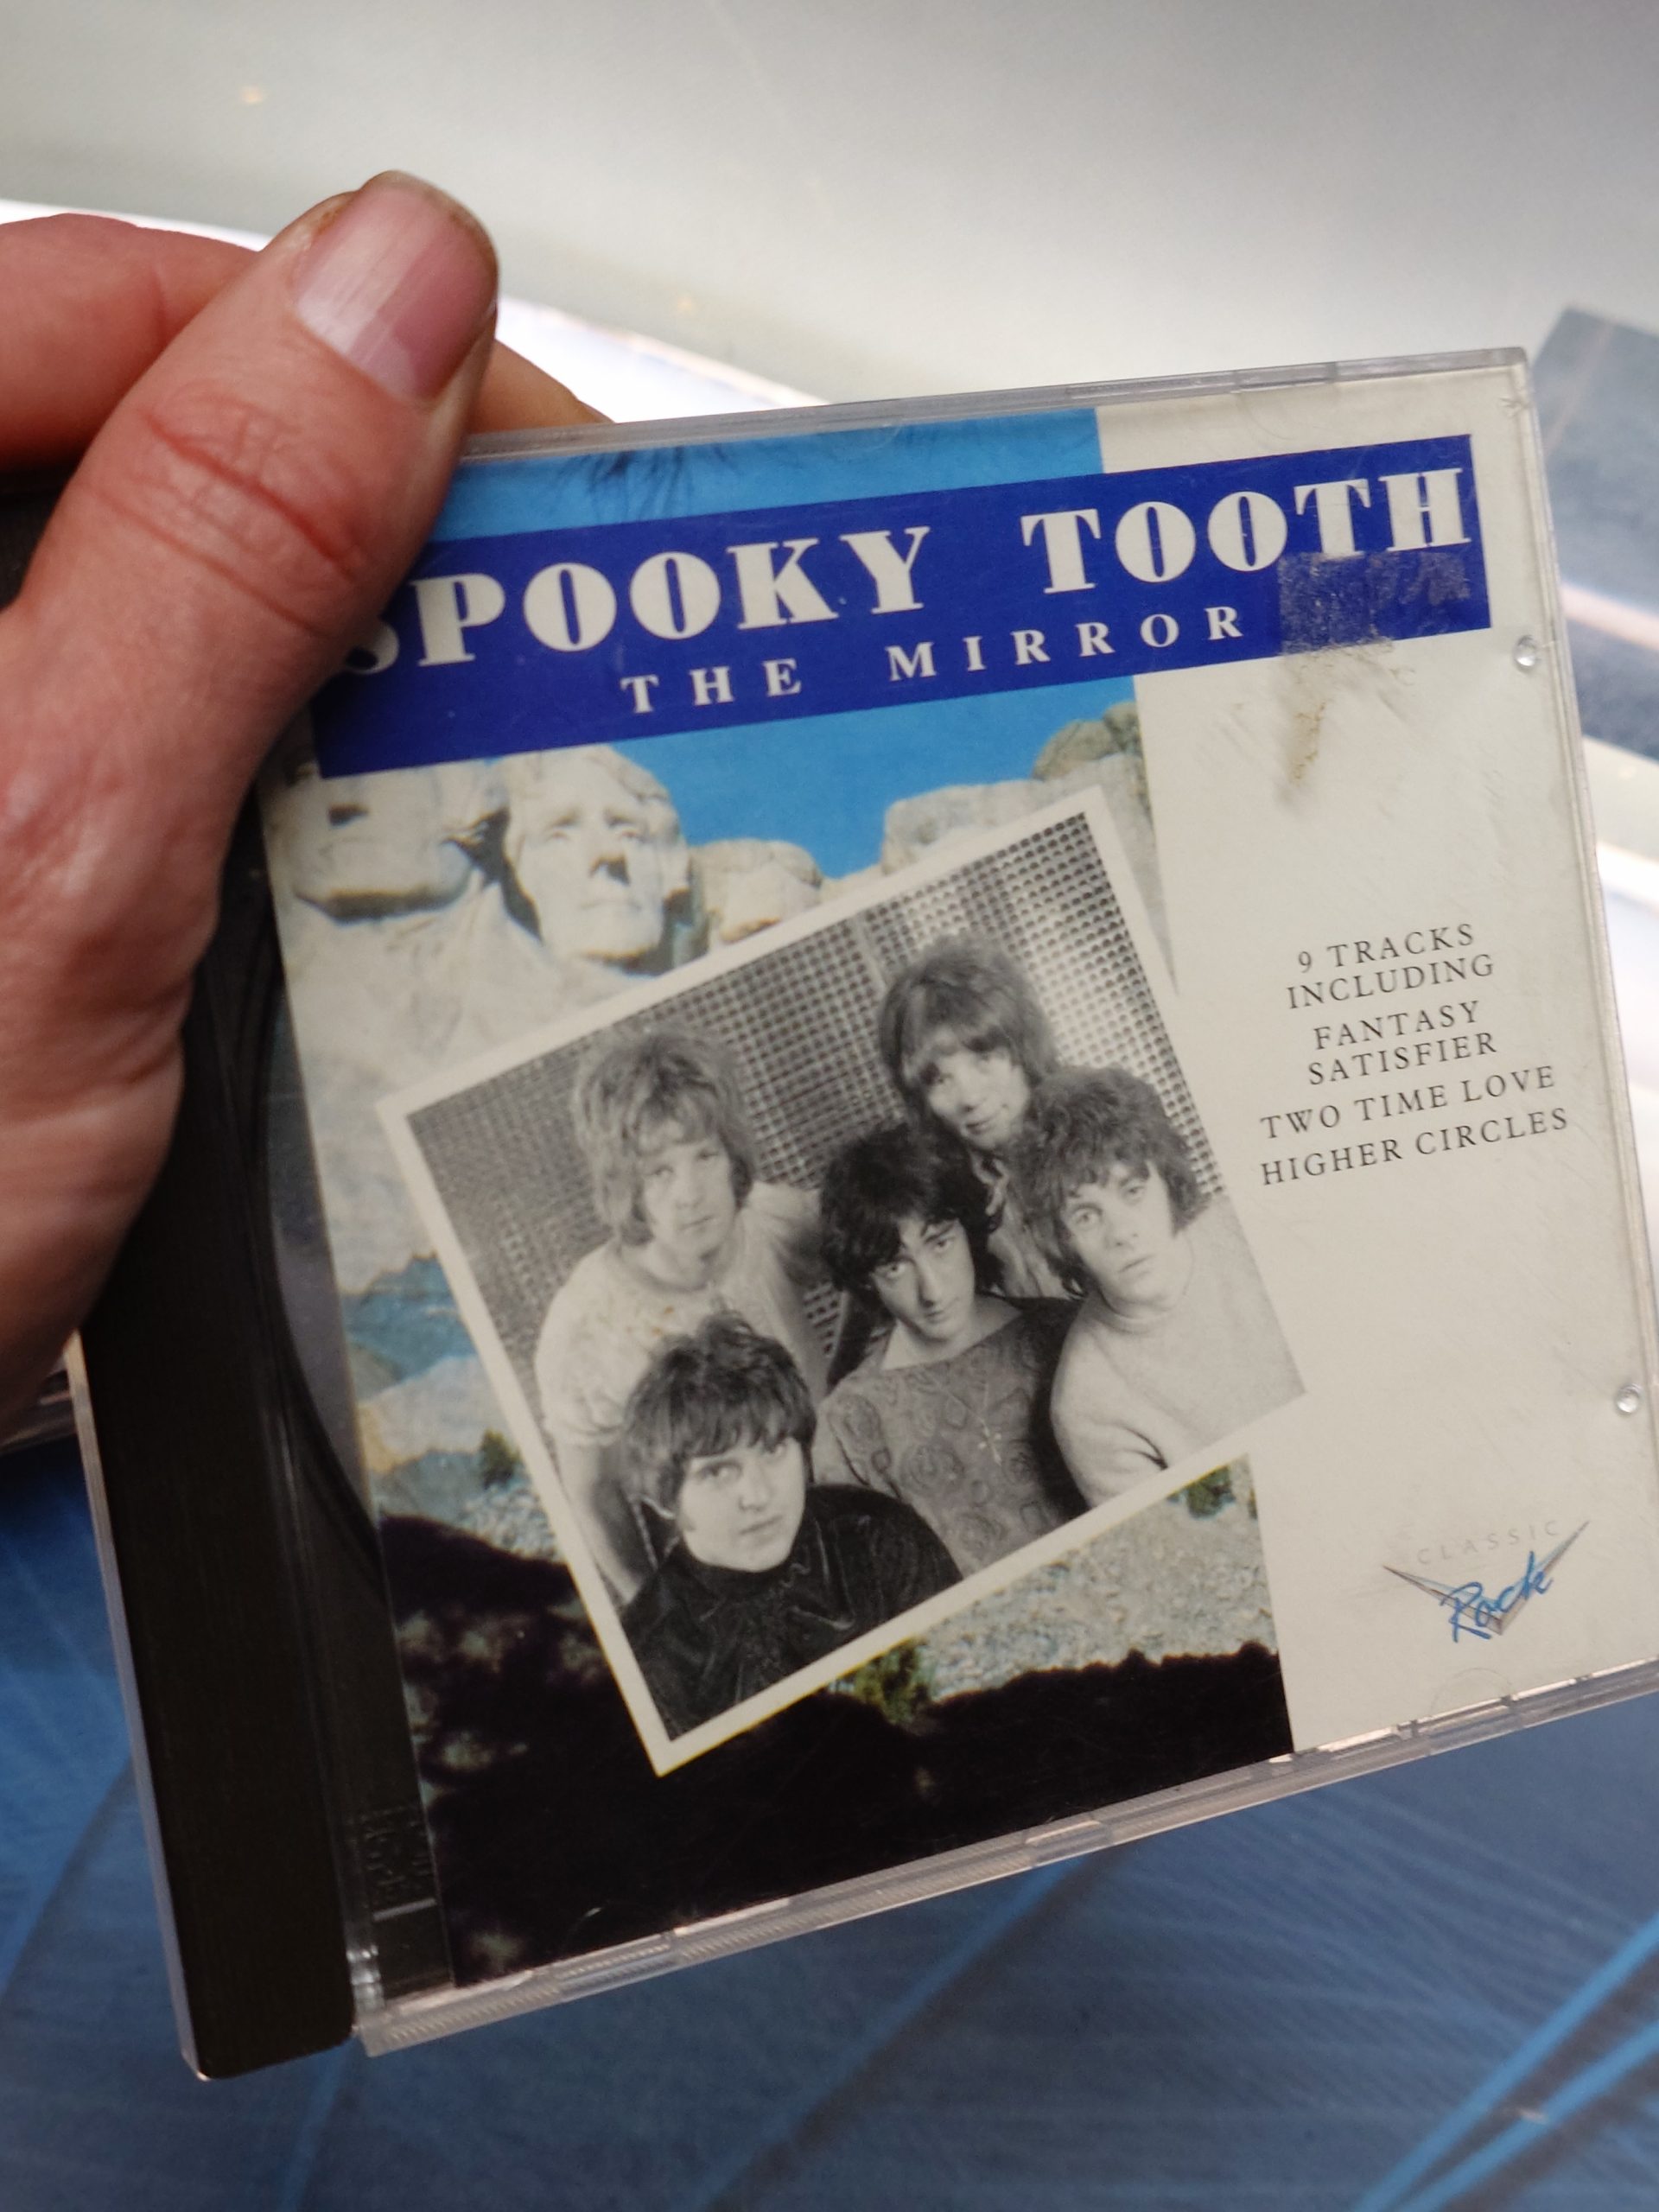 SPOOKY TOOTH
THE MIRROR
9 TRACKS
INCLUDING
FANTASY
SATISFIER
TWO TIME LOVE
HIGHER CIRCLES
CLASSIC
Rock